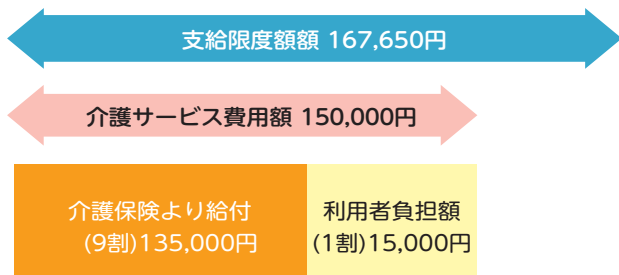 支給限度額額 167,650円
介護サービス費用額 150,000円
介護保険より給付
(9割)135,000円
利用者負担額
(1割)15,000円